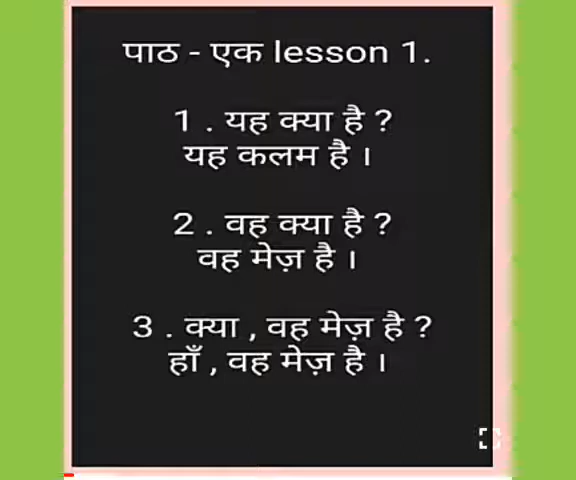 पाठ - एक lesson 1.
1 . यह क्या है ?
यह कलम है ।
2 . वह क्या है ?
वह मेज़ है ।
3 . क्या , वह मेज़ है ?
हाँ , वह मेज़ है ।